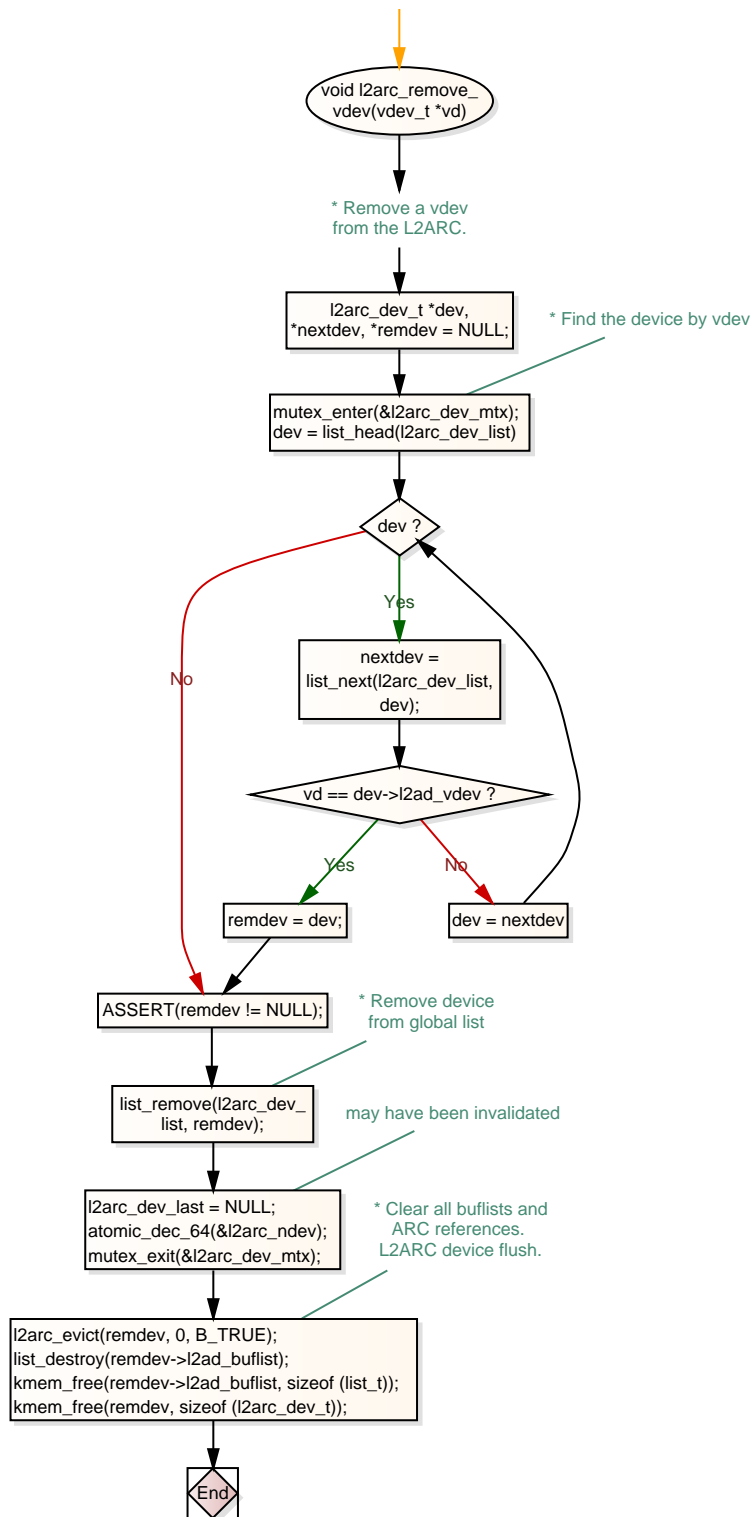 void l2arc_remove_
vdev(vdev_t *vd)
* Remove a vdev
from the L2ARC.
l2arc_dev_t *dev,
*nextdev, *remdev = NULL;
* Find the device by vdev
mutex_enter(&l2arc_dev_mtx);
dev = list_head(l2arc_dev_list)
dev ?
Yes
No
nextdev =
list_next(l2arc_dev_list,
dev);
vd == dev->l2ad_vdev ?
Yes
No
remdev = dev;
dev = nextdev
ASSERT(remdev != NULL);
* Remove device
from global list
list_remove(l2arc_dev_
list, remdev);
may have been invalidated
l2arc_dev_last = NULL;
atomic_dec_64(&l2arc_ndev);
mutex_exit(&l2arc_dev_mtx);
* Clear all buflists and
ARC references.
L2ARC device flush.
l2arc_evict(remdev, 0, B_TRUE);
list_destroy(remdev->l2ad_buflist);
kmem_free(remdev->l2ad_buflist, sizeof (list_t));
kmem_free(remdev, sizeof (l2arc_dev_t));
End